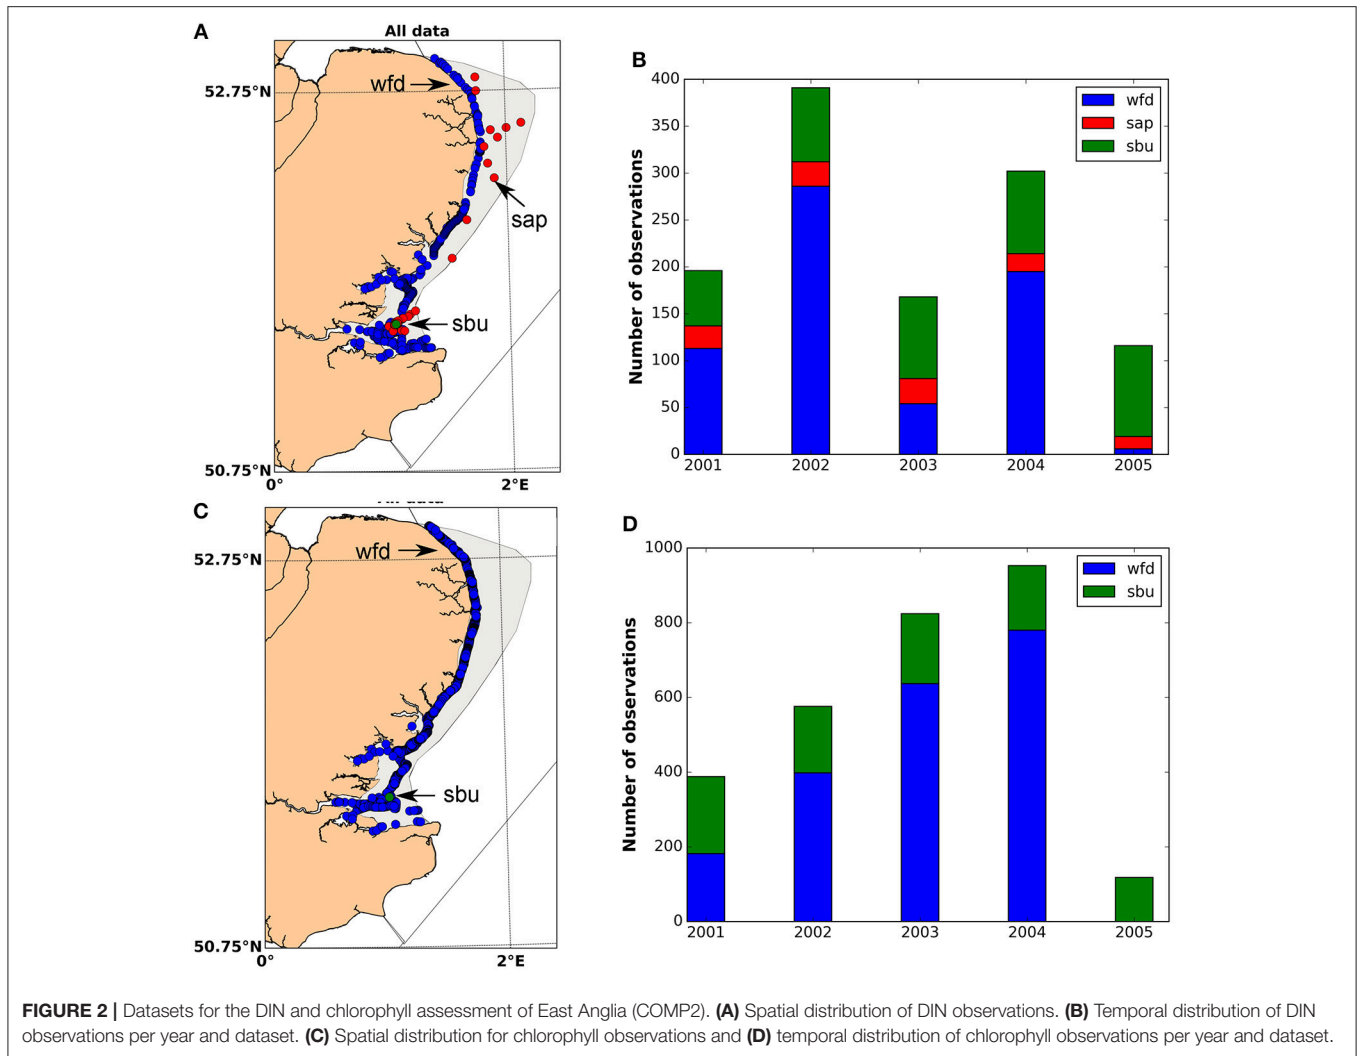 A
All data
wfd
52.75°N
sap
sbu
50.75°N
0°
2°E
B
400
350
300
250
200
150
100
50
0
Number of observations
wfd
sap
sbu
2001
2002
2003
2004
2005
C
All data
wfd
52.75°N
sbu
50.75°N
0°
2°E
D
1000
800
600
400
200
0
Number of observations
wfd
sbu
2001
2002
2003
2004
2005
FIGURE 2 | Datasets for the DIN and chlorophyll assessment of East Anglia (COMP2). (A) Spatial distribution of DIN observations. (B) Temporal distribution of DIN
observations per year and dataset. (C) Spatial distribution for chlorophyll observations and (D) temporal distribution of chlorophyll observations per year and dataset.